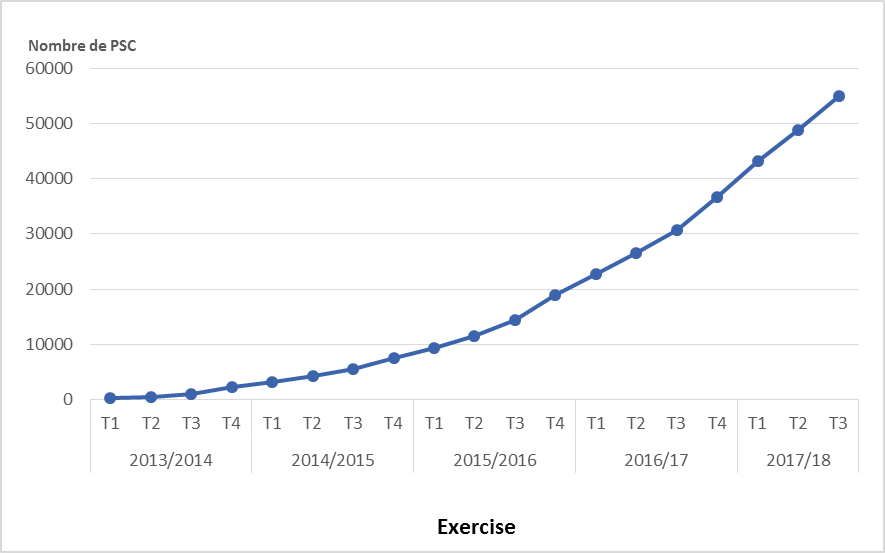 Nombre de PSC
60000
50000
40000
30000
20000
10000
0
T1 T2 T3 T4 T1 T2 T3 T4 T1 T2 T3 T4 T1 T2 T3 T4 T1 T2 T3
2013/2014 2014/2015 2015/2016 2016/17 2017/18
Exercise